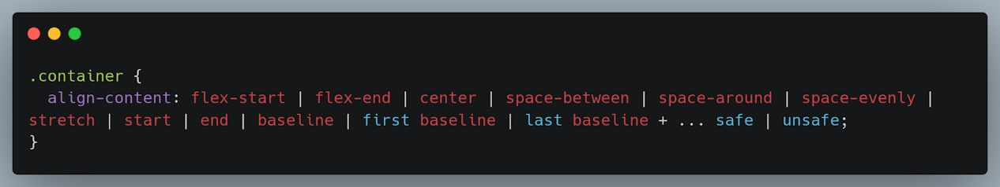 .container {
  align-content: flex-start | flex-end | center | space-between | space-around | space-evenly |
stretch | start | end | baseline | first baseline | last baseline + ... safe | unsafe;
}